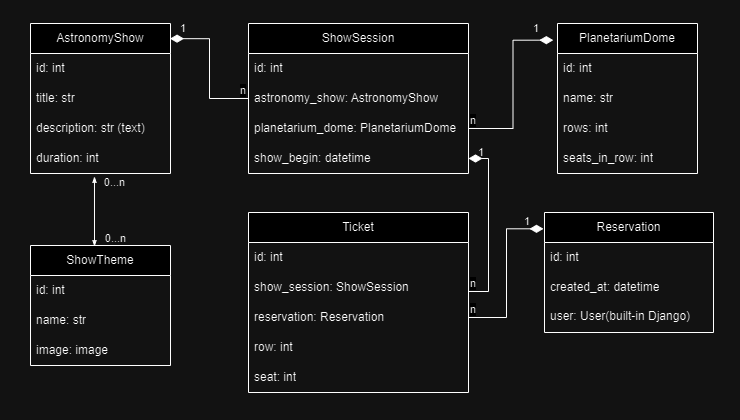 AstronomyShow
id: int
title: str
description: str (text)
duration: int
1
n
ShowSession
id: int
astronomy_show: AstronomyShow
planetarium_dome: PlanetariumDome
show_begin: datetime
1
n
1
PlanetariumDome
id: int
name: str
rows: int
seats_in_row: int
0...n
0...n
ShowTheme
id: int
name: str
image: image
Ticket
id: int
show_session: ShowSession
reservation: Reservation
row: int
seat: int
n
n
1
Reservation
id: int
created_at: datetime
user: User(built-in Django)